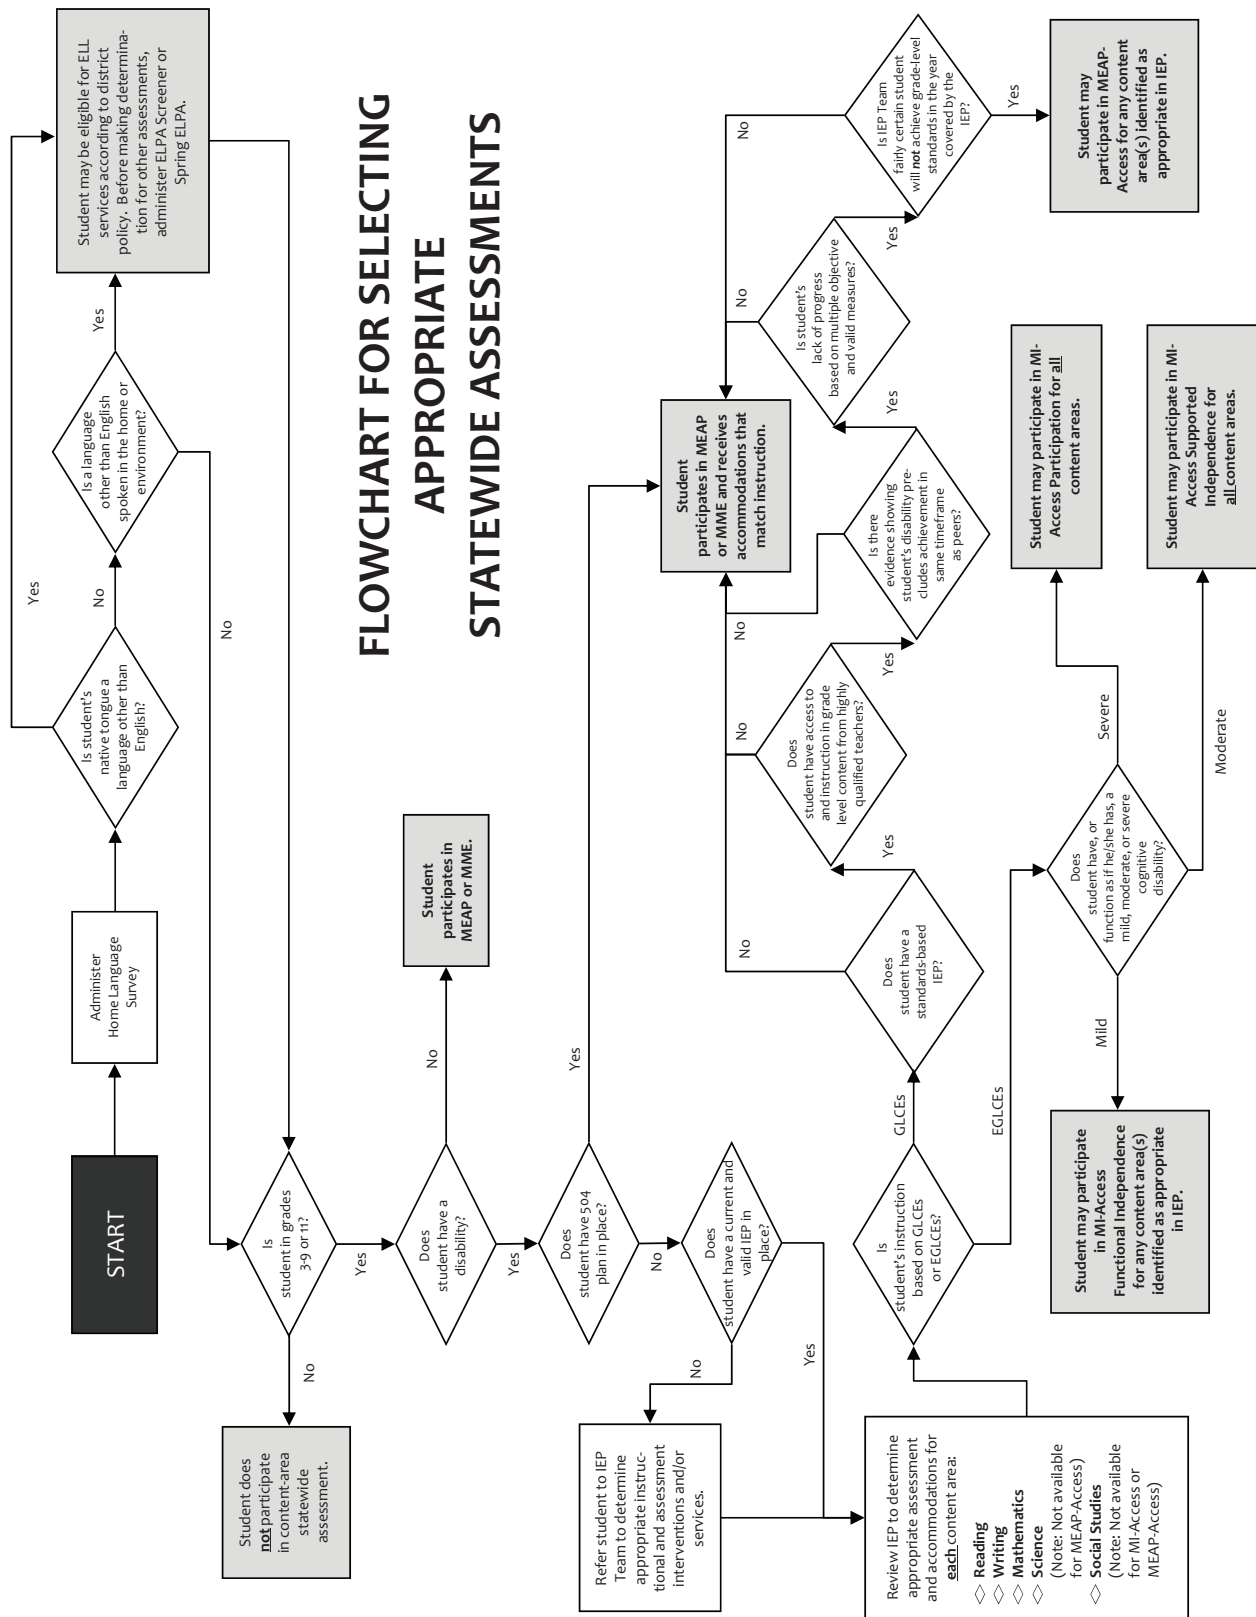 FLOWCHART FOR SELECTING
APPROPRIATE
STATEWIDE ASSESSMENTS
START
Administer
Home Language
Survey
Is student's
native tongue a
language other than
English?
Yes
No
Is a language
other than English
spoken in the home or
environment?
Yes
No
Student may be eligible for ELL
services according to district
policy. Before making determina-
tion for other assessments,
administer ELPA Screener or
Spring ELPA.
Is
student in grades
3-9 or 11?
No
Student does
not participate
in content-area
statewide
assessment.
Yes
Does
student have a
disability?
No
Student
participates in
MEAP or MME.
Yes
Does
student have 504
plan in place?
Yes
Student
participates in MEAP
or MME and receives
accommodations that
match instruction.
No
Does
student have a current and
valid IEP in
place?
No
Refer student to IEP
Team to determine
appropriate instruc-
tional and assessment
interventions and/or
services.
Yes
Review IEP to determine
appropriate assessment
and accommodations for
each content area:
◇ Reading
◇ Writing
◇ Mathematics
◇ Science
(Note: Not available
for MEAP-Access)
◇ Social Studies
(Note: Not available
for MI-Access or
MEAP-Access)
Is
student's instruction
based on GLCEs
or EGLCEs?
GLCEs
EGLCEs
Does
student have a
standards-based
IEP?
No
Yes
Does
student have access to
and instruction in grade
level content from highly
qualified teachers?
No
Yes
Is there
evidence showing
student's disability pre-
cludes achievement in
same timeframe
as peers?
No
Yes
Is student's
lack of progress
based on multiple objective
and valid measures?
No
Yes
Is IEP Team
fairly certain student
will not achieve grade-level
standards in the year
covered by the
IEP?
No
Yes
Student may
participate in MEAP-
Access for any content
area(s) identified as
appropriate in IEP.
Does
student have, or
function as if he/she has, a
mild, moderate, or severe
cognitive
disability?
Mild
Student may participate
in MI-Access
Functional Independence
for any content area(s)
identified as appropriate
in IEP.
Severe
Student may participate in MI-
Access Participation for all
content areas.
Moderate
Student may participate in MI-
Access Supported
Independence for
all content areas.